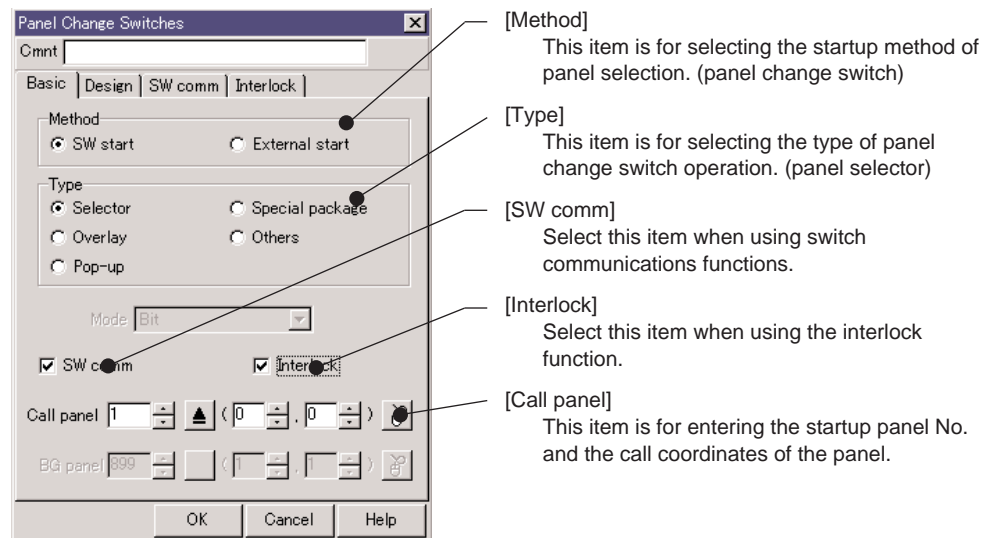 Panel Change Switches
Cmnt
Basic Design SW comm Interlock
Method
SW start External start
Type
Selector Special package
Overlay Others
Pop-up
Mode Bit
SW comm Interlock
Call panel 1 ( 0 , 0 )
BG panel 899 ( 1 , 1 )
OK Cancel Help
[Method]
This item is for selecting the startup method of
panel selection. (panel change switch)
[Type]
This item is for selecting the type of panel
change switch operation. (panel selector)
[SW comm]
Select this item when using switch
communications functions.
[Interlock]
Select this item when using the interlock
function.
[Call panel]
This item is for entering the startup panel No.
and the call coordinates of the panel.